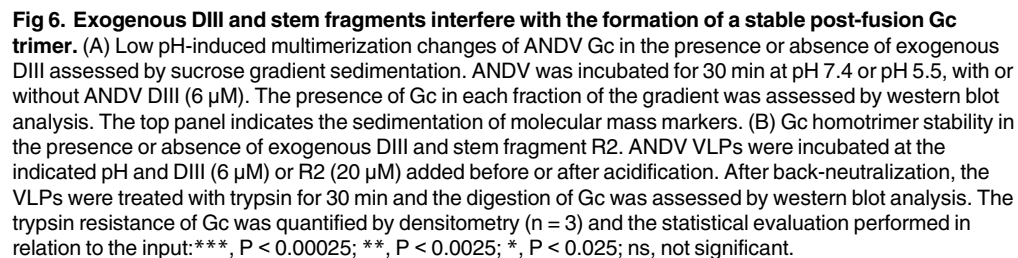 Fig 6. Exogenous DIII and stem fragments interfere with the formation of a stable post-fusion Gc
trimer. (A) Low pH-induced multimerization changes of ANDV Gc in the presence or absence of exogenous
DIII assessed by sucrose gradient sedimentation. ANDV was incubated for 30 min at pH 7.4 or pH 5.5, with or
without ANDV DIII (6 μM). The presence of Gc in each fraction of the gradient was assessed by western blot
analysis. The top panel indicates the sedimentation of molecular mass markers. (B) Gc homotrimer stability in
the presence or absence of exogenous DIII and stem fragment R2. ANDV VLPs were incubated at the
indicated pH and DIII (6 μM) or R2 (20 μM) added before or after acidification. After back-neutralization, the
VLPs were treated with trypsin for 30 min and the digestion of Gc was assessed by western blot analysis. The
trypsin resistance of Gc was quantified by densitometry (n = 3) and the statistical evaluation performed in
relation to the input:***, P < 0.00025; **, P < 0.0025; *, P < 0.025; ns, not significant.